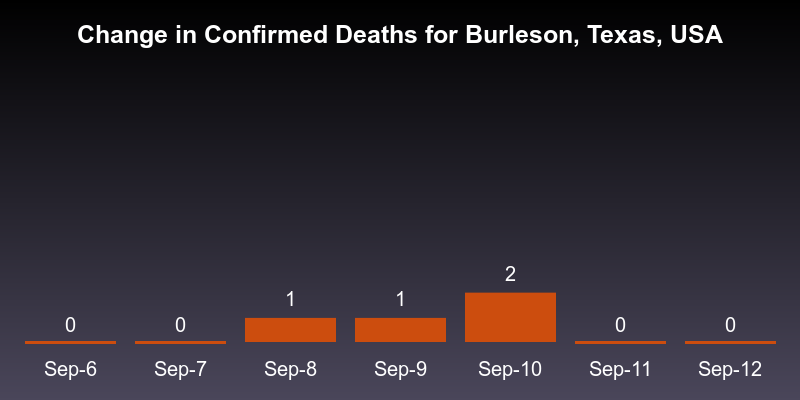 Change in Confirmed Deaths for Burleson, Texas, USA
2
1 1
0 0 0 0
Sep-6 Sep-7 Sep-8 Sep-9 Sep-10 Sep-11 Sep-12